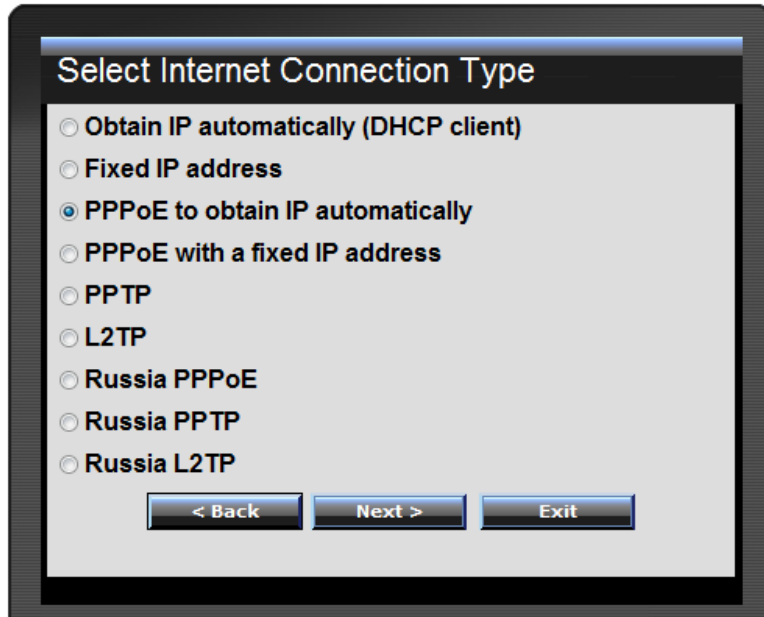 Select Internet Connection Type
Obtain IP automatically (DHCP client)
Fixed IP address
PPPoE to obtain IP automatically
PPPoE with a fixed IP address
PPTP
L2TP
Russia PPPoE
Russia PPTP
Russia L2TP
< Back Next > Exit